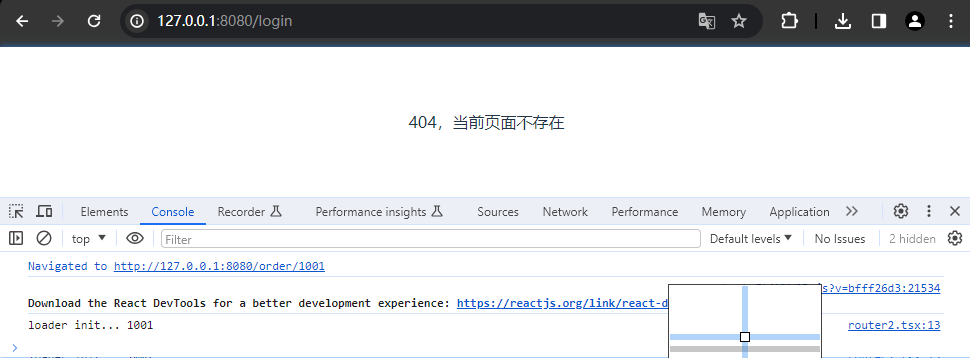 127.0.0.1:8080/login
404，当前页面不存在
Elements Console Recorder Performance insights Sources Network Performance Memory Application
top Filter Default levels No Issues 2 hidden
Navigated to http://127.0.0.1:8080/order/1001
s?v=bfff26d3:21534
Download the React DevTools for a better development experience: https://reactjs.org/link/react-d
loader init... 1001 router2.tsx:13